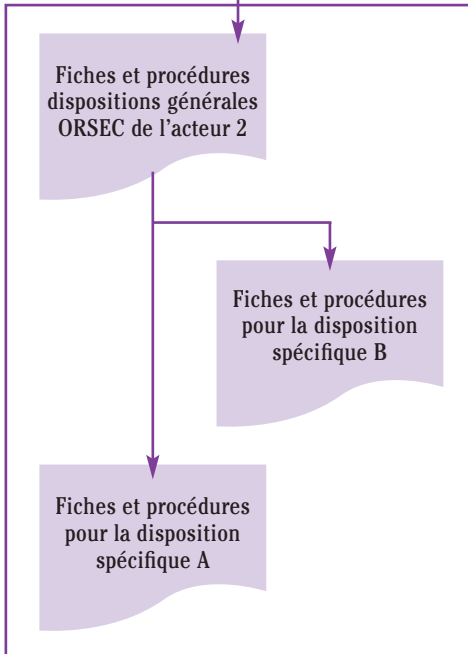 Fiches et procédures
dispositions générales
ORSEC de l’acteur 2
Fiches et procédures
pour la disposition
spécifique B
Fiches et procédures
pour la disposition
spécifique A